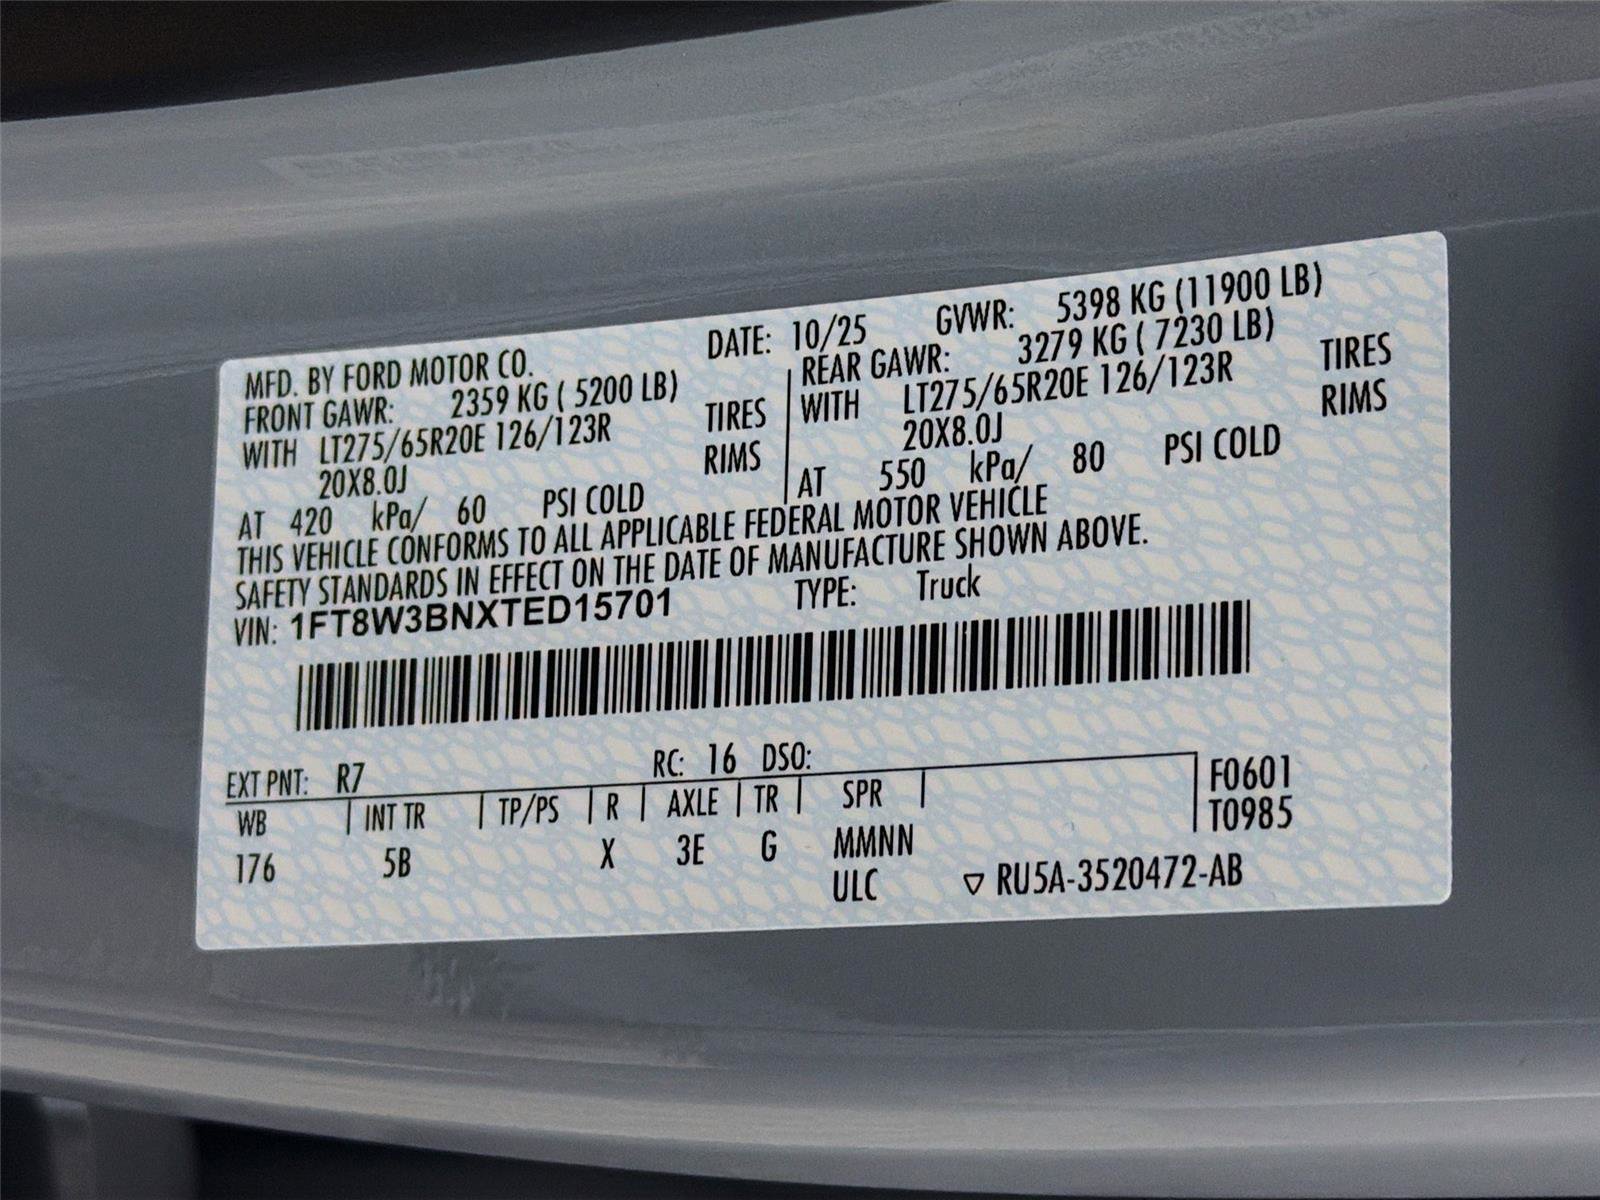 MFD. BY FORD MOTOR CO. DATE: 10/25 GVWR: 5398 KG (11900 LB)
FRONT GAWR: 2359 KG ( 5200 LB) REAR GAWR: 3279 KG ( 7230 LB)
WITH LT275/65R20E 126/123R TIRES WITH LT275/65R20E 126/123R TIRES
20X8.0J RIMS 20X8.0J RIMS
AT 420 kPa/ 60 PSI COLD AT 550 kPa/ 80 PSI COLD
THIS VEHICLE CONFORMS TO ALL APPLICABLE FEDERAL MOTOR VEHICLE
SAFETY STANDARDS IN EFFECT ON THE DATE OF MANUFACTURE SHOWN ABOVE.
VIN: 1FT8W3BNXTED15701 TYPE: Truck
EXT PNT: R7 RC: 16 DSO:
WB INT TR TP/PS R AXLE TR SPR F0601
T0985
176 5B X 3E G MMNN
ULC ▽ RU5A-3520472-AB